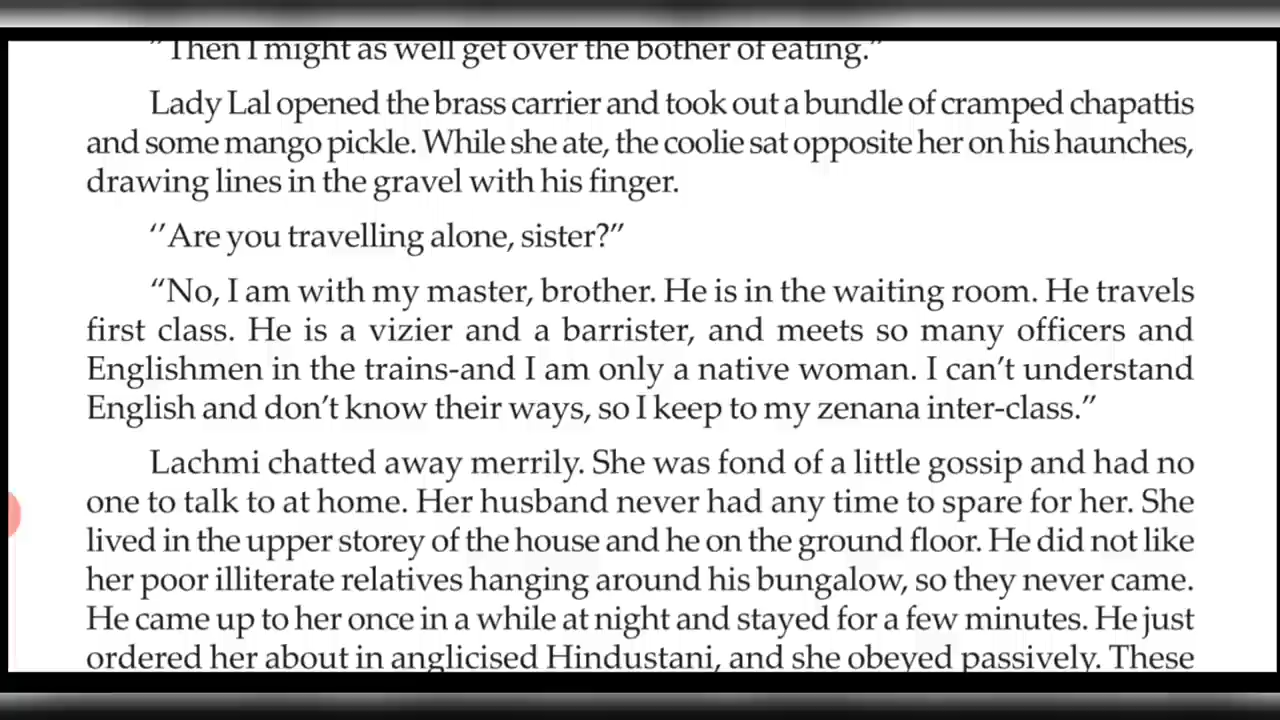 "Then I might as well get over the bother of eating."
Lady Lal opened the brass carrier and took out a bundle of cramped chapattis
and some mango pickle. While she ate, the coolie sat opposite her on his haunches,
drawing lines in the gravel with his finger.
‘’Are you travelling alone, sister?”
“No, I am with my master, brother. He is in the waiting room. He travels
first class. He is a vizier and a barrister, and meets so many officers and
Englishmen in the trains-and I am only a native woman. I can’t understand
English and don’t know their ways, so I keep to my zenana inter-class.”
Lachmi chatted away merrily. She was fond of a little gossip and had no
one to talk to at home. Her husband never had any time to spare for her. She
lived in the upper storey of the house and he on the ground floor. He did not like
her poor illiterate relatives hanging around his bungalow, so they never came.
He came up to her once in a while at night and stayed for a few minutes. He just
ordered her about in anglicised Hindustani, and she obeyed passively. These